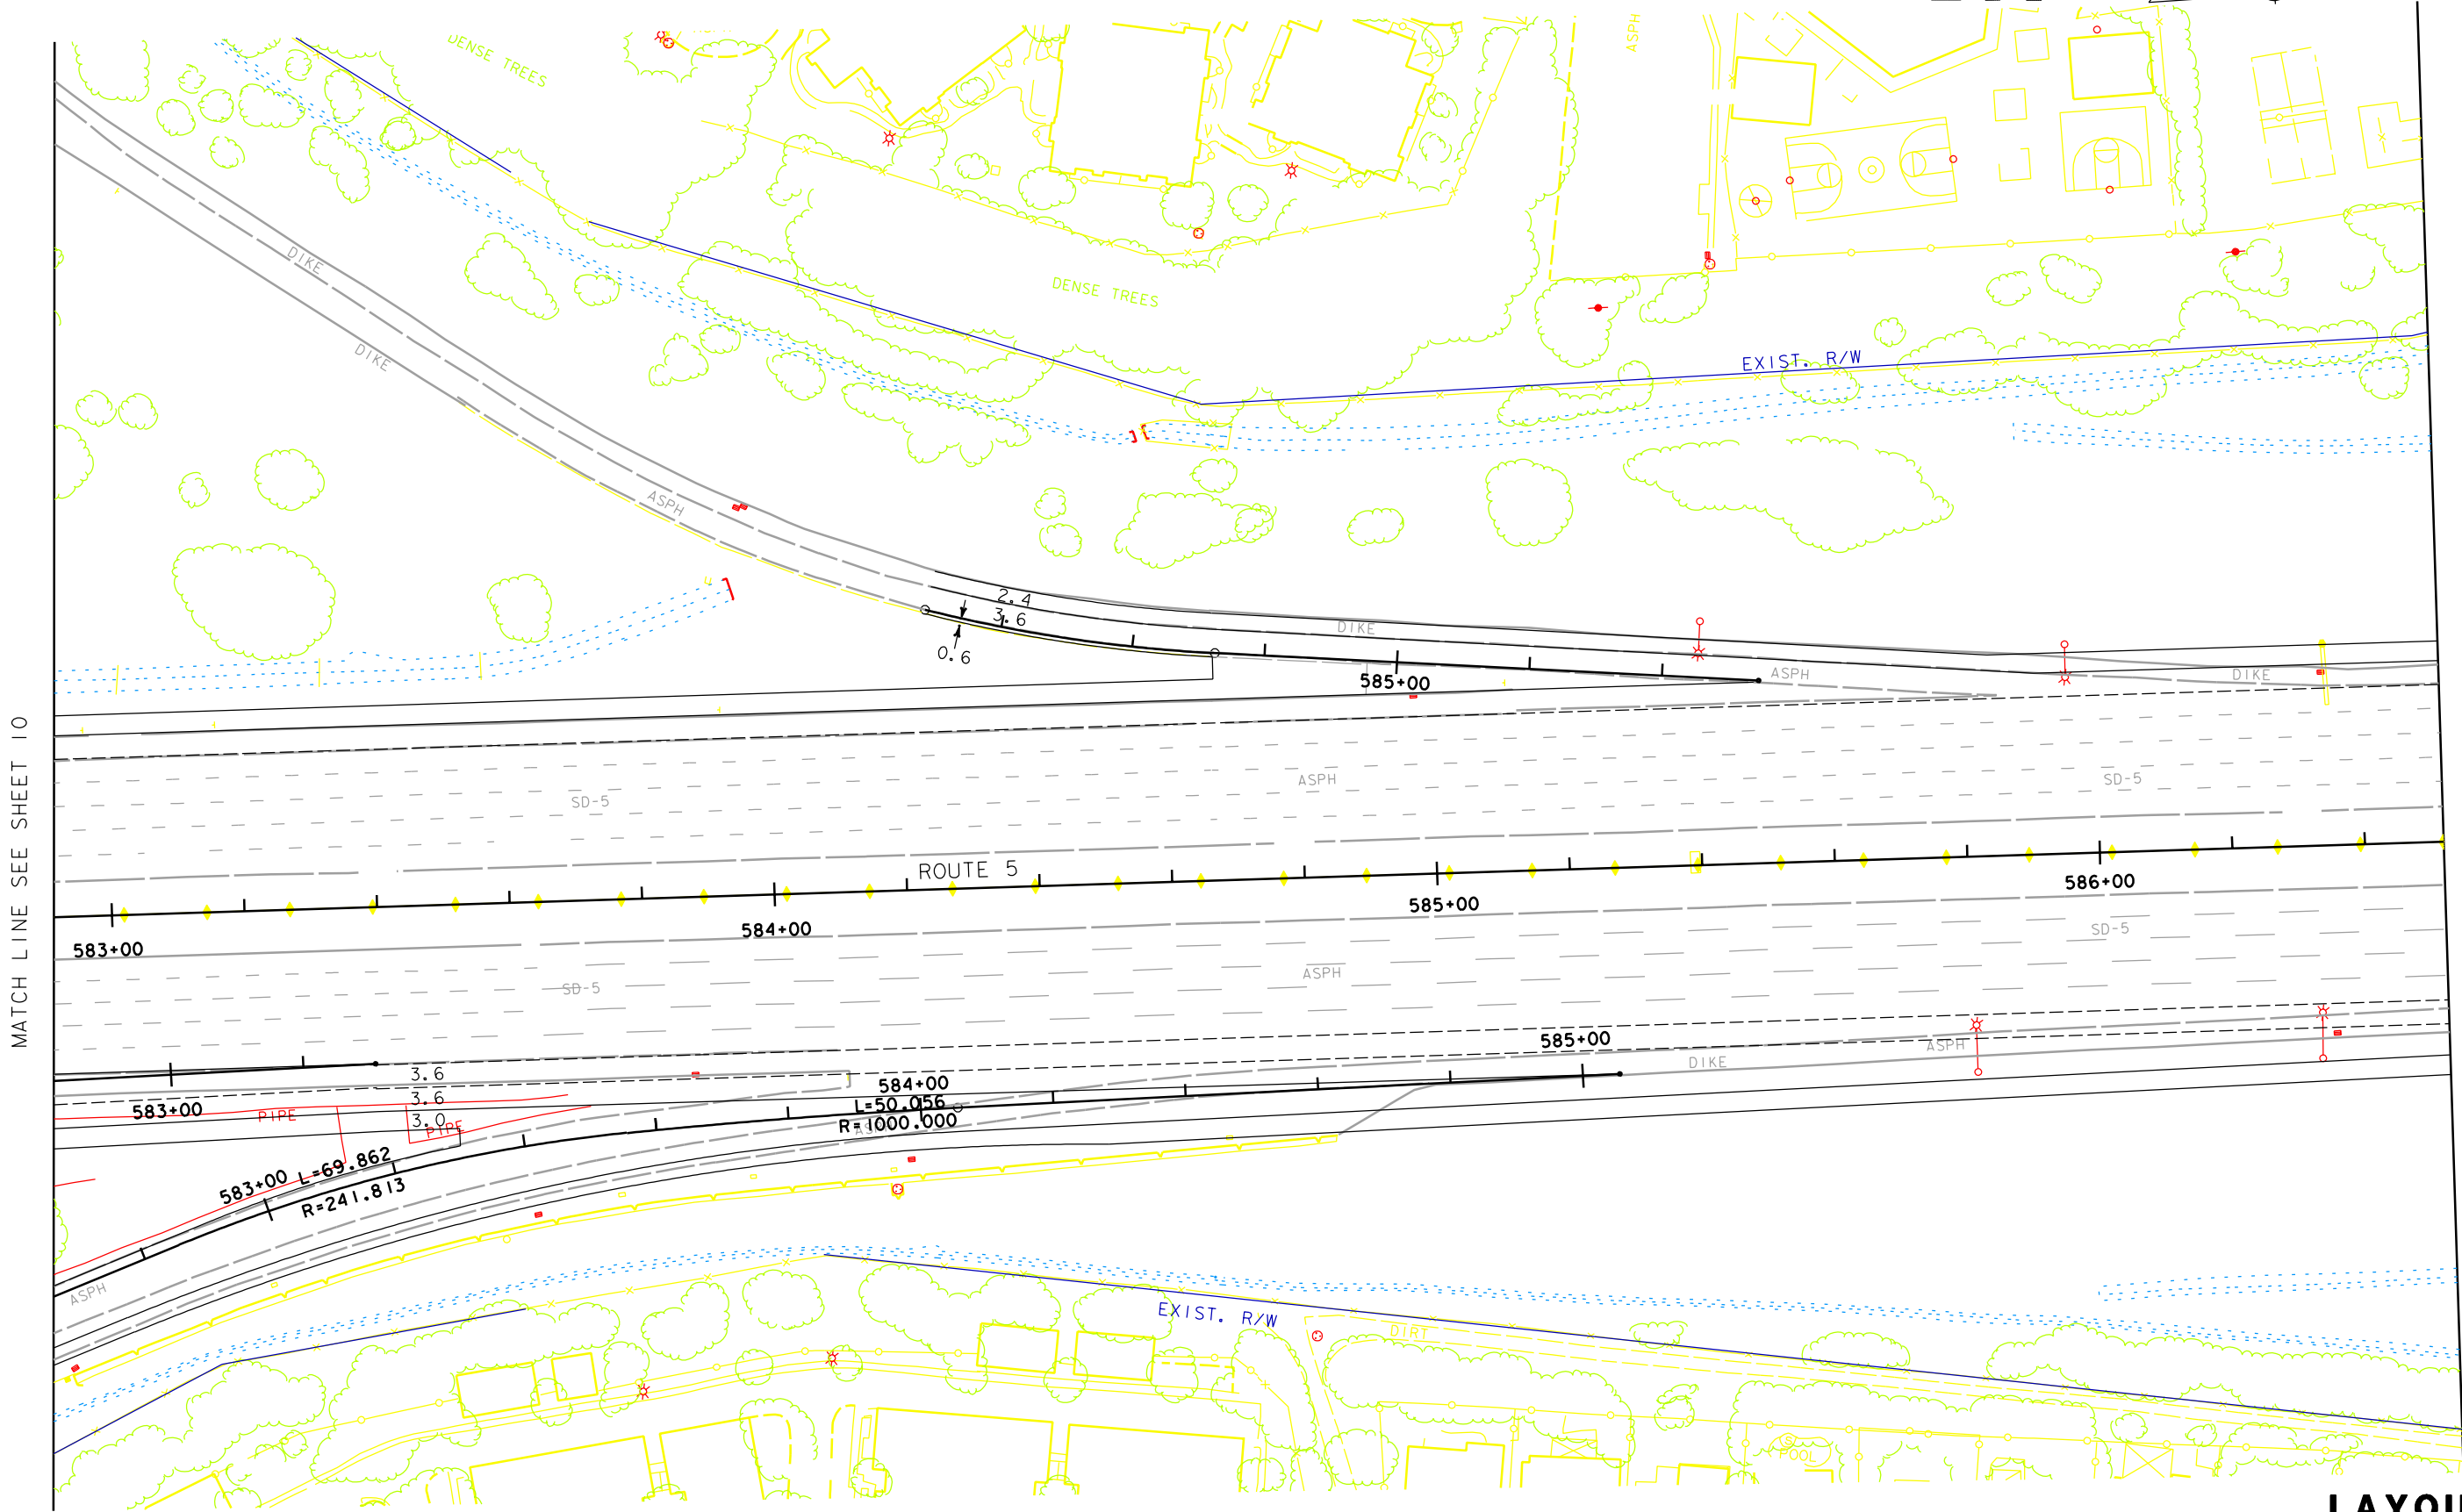 DENSE TREES
ASPH
DIKE
DENSE TREES
DIKE
EXIST. R/W
ASPH
2.4
3.6
0.6
DIKE
585+00
ASPH
DIKE
MATCH LINE SEE SHEET 10
SD-5
ASPH
SD-5
ROUTE 5
583+00
584+00
585+00
586+00
SD-5
ASPH
SD-5
585+00
DIKE
ASPH
3.6
3.6
3.0
583+00
PIPE
PIPE
584+00
L=50.056
R=1000.000
583+00 L=69.862
R=241.813
ASPH
EXIST. R/W
DIRT
S
POOL